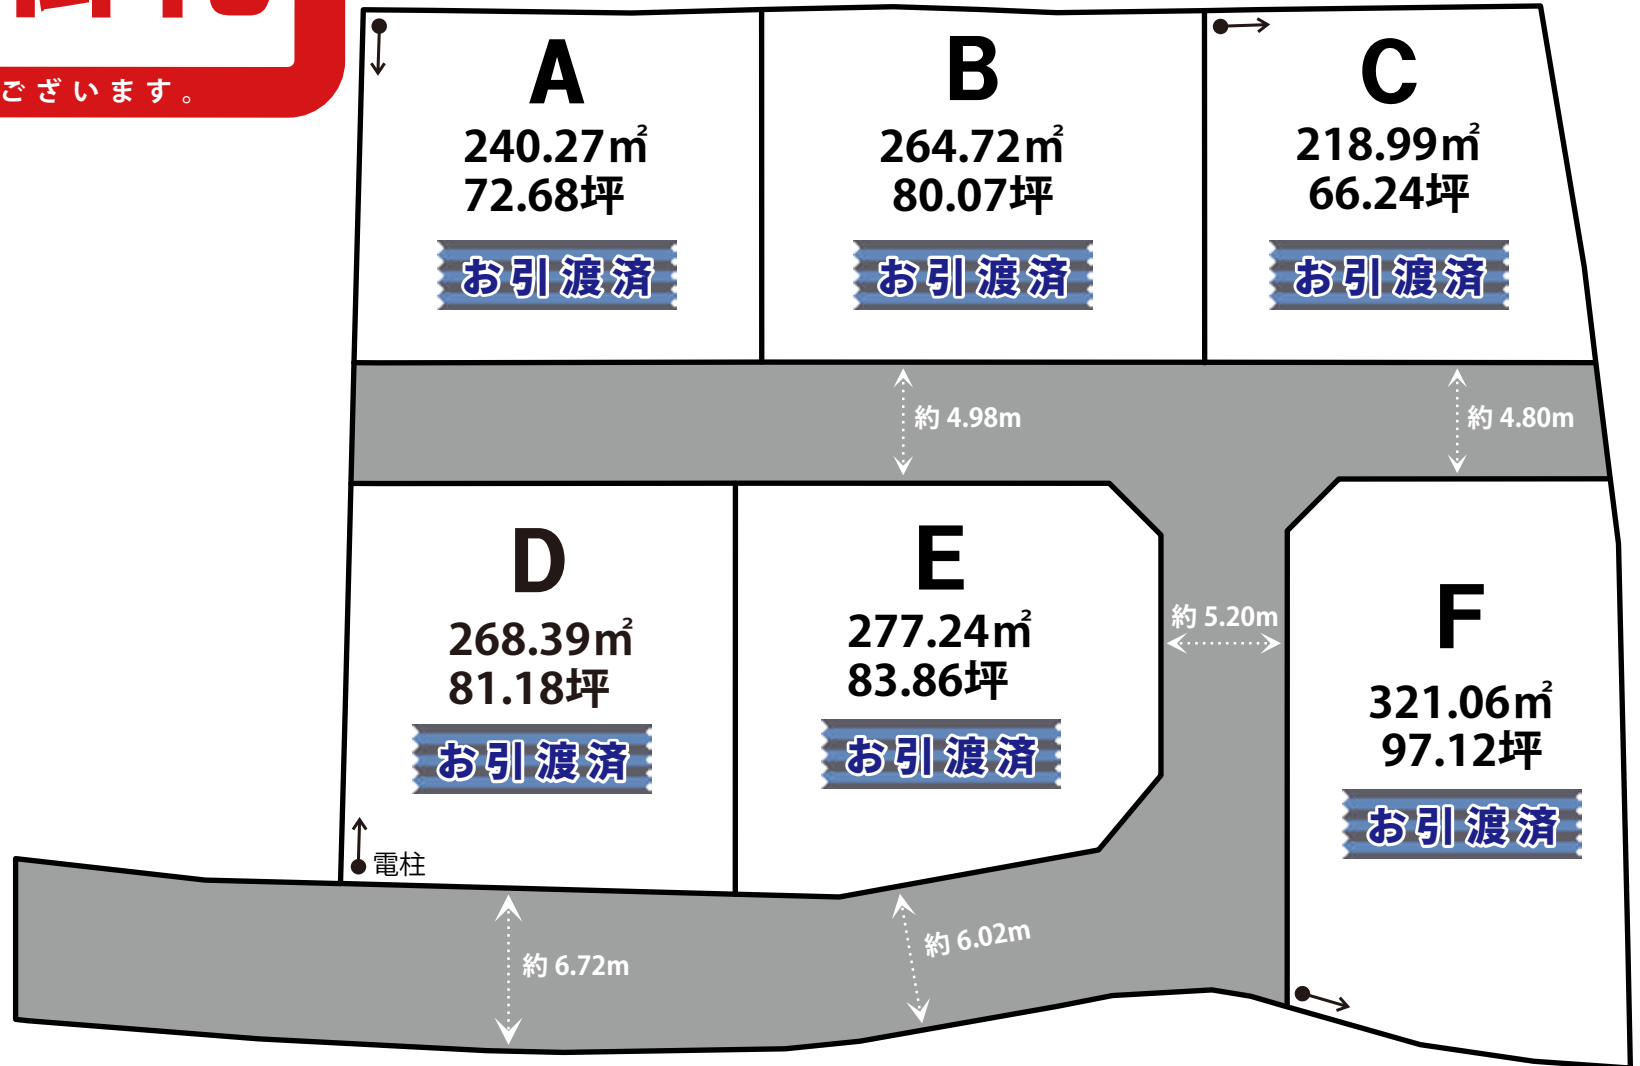 ございます。
A
240.27㎡
72.68坪
お引渡済
B
264.72㎡
80.07坪
お引渡済
C
218.99㎡
66.24坪
お引渡済
約 4.98m
約 4.80m
D
268.39㎡
81.18坪
お引渡済
電柱
E
277.24㎡
83.86坪
お引渡済
約 5.20m
F
321.06㎡
97.12坪
お引渡済
約 6.72m
約 6.02m